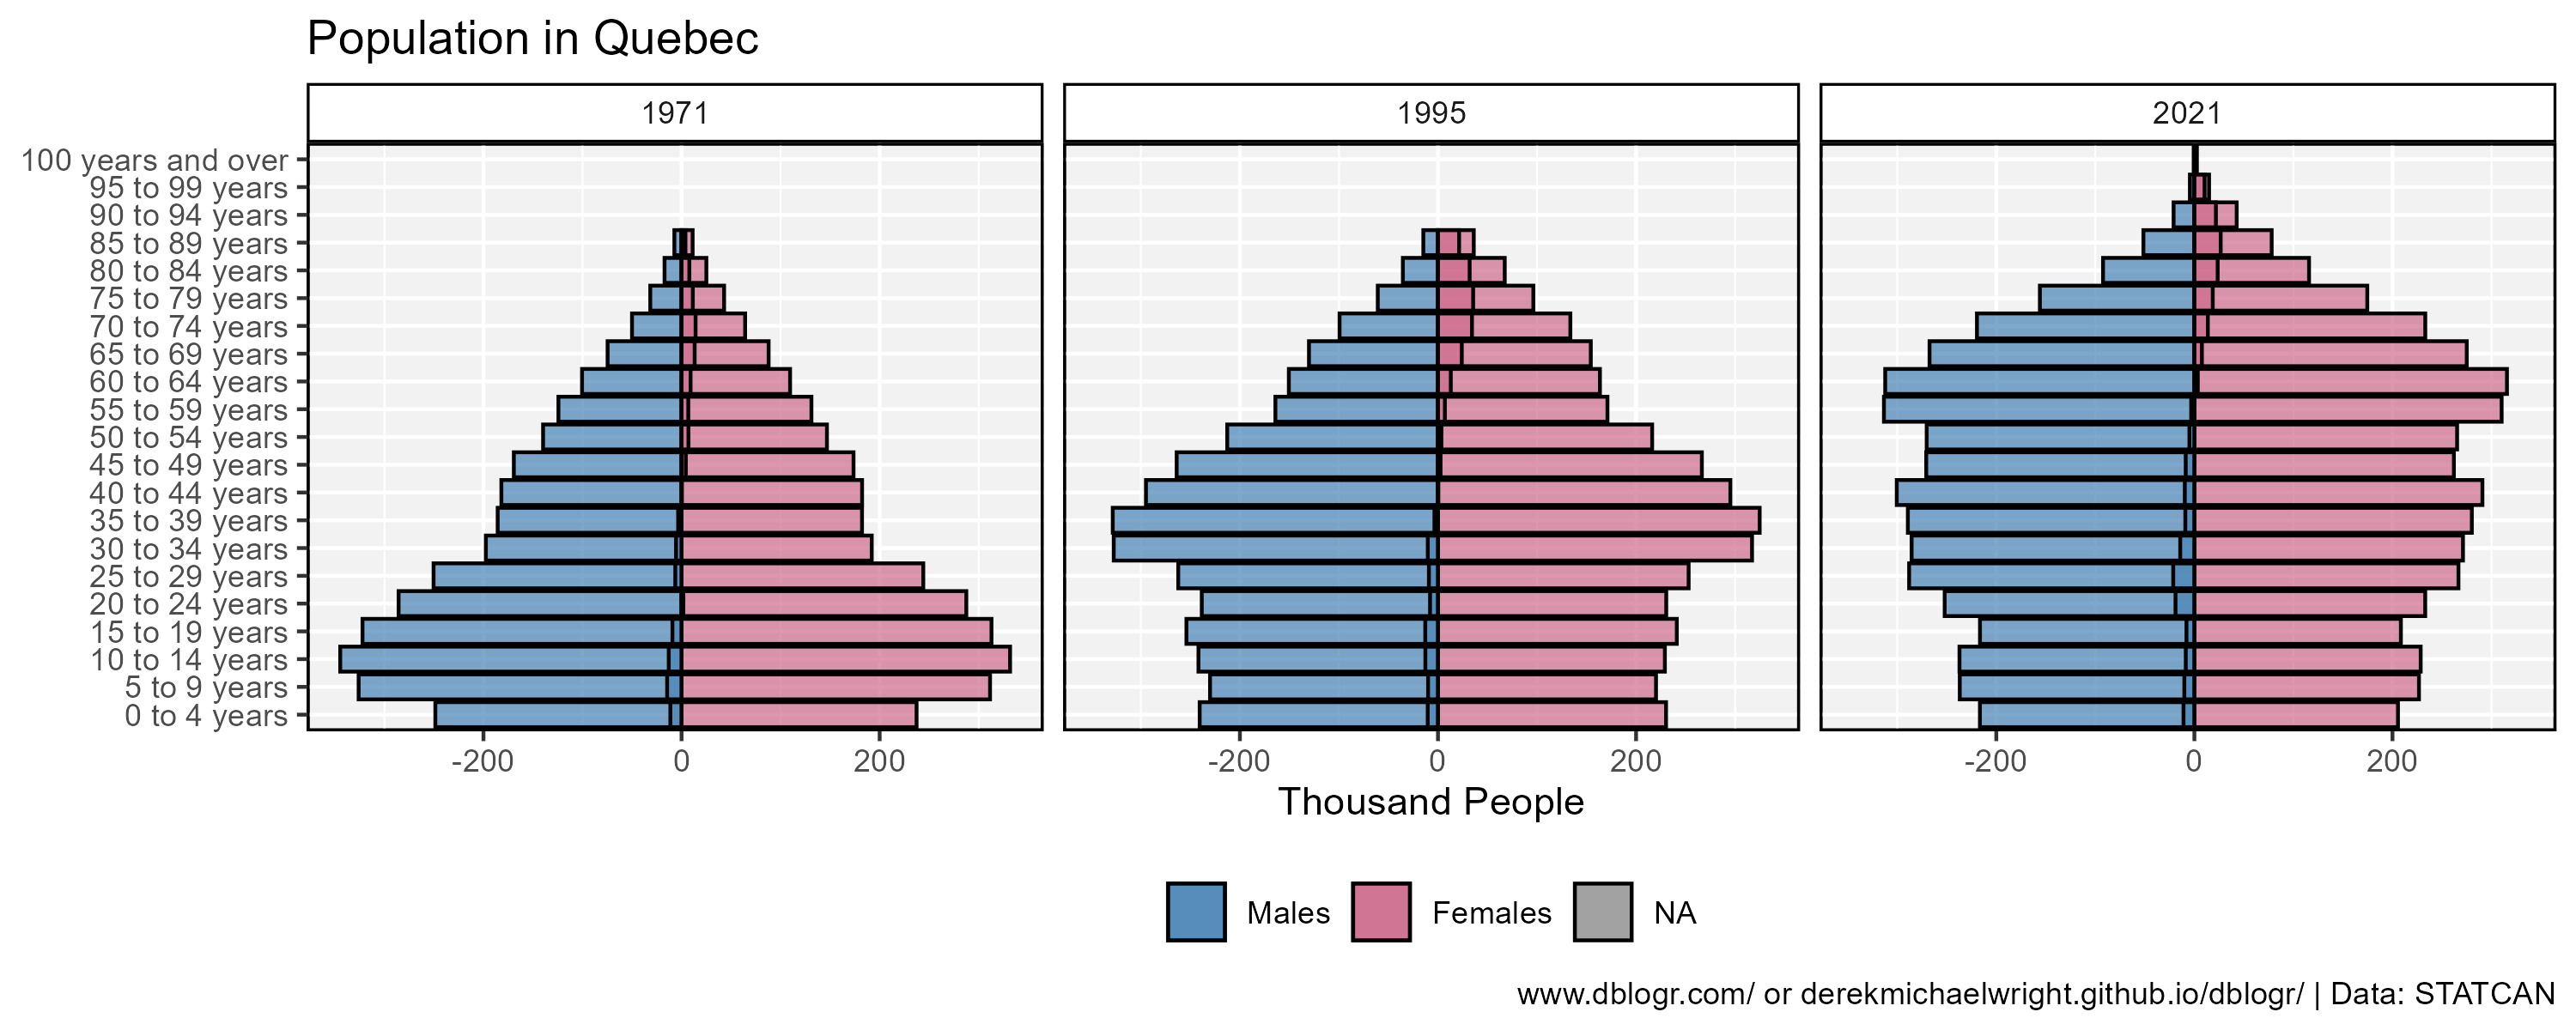 Population in Quebec
1971 1995 2021
100 years and over
95 to 99 years
90 to 94 years
85 to 89 years
80 to 84 years
75 to 79 years
70 to 74 years
65 to 69 years
60 to 64 years
55 to 59 years
50 to 54 years
45 to 49 years
40 to 44 years
35 to 39 years
30 to 34 years
25 to 29 years
20 to 24 years
15 to 19 years
10 to 14 years
5 to 9 years
0 to 4 years
-200 0 200 -200 0 200 -200 0 200
Thousand People
Males Females NA
www.dblogr.com/ or derekmichaelwright.github.io/dblogr/ | Data: STATCAN